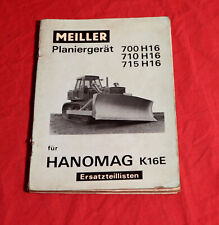 MEILLER
Planiergerät 700 H16
710 H16
715 H16
für
HANOMAG K16E
Ersatzteillisten